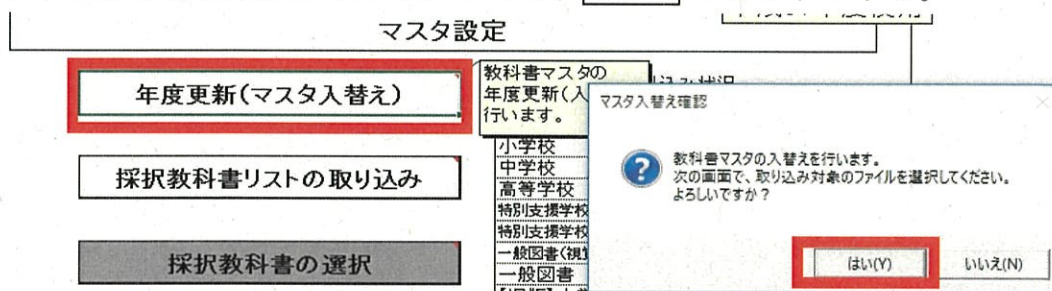 マスタ設定
年度更新(マスタ入替え)
教科書マスタの
年度更新(入
行います。
マスタ入替え確認
教科書マスタの入替えを行います。
次の画面で、取り込み対象のファイルを選択してください。
よろしいですか？
はい(Y)
いいえ(N)
採択教科書リストの取り込み
採択教科書の選択
小学校
中学校
高等学校
特別支援学校
特別支援学校
一般図書(視
一般図書